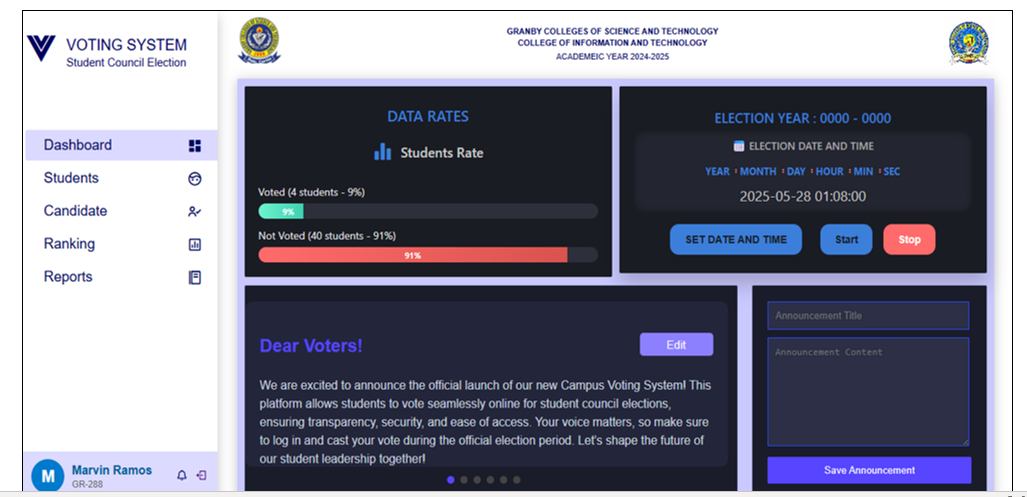 VOTING SYSTEM
Student Council Election
Dashboard
Students
Candidate
Ranking
Reports
M
Marvin Ramos
GR-288
GRANBY COLLEGES OF SCIENCE AND TECHNOLOGY
COLLEGE OF INFORMATION AND TECHNOLOGY
ACADEMEIC YEAR 2024-2025
DATA RATES
Students Rate
Voted (4 students - 9%)
9%
Not Voted (40 students - 91%)
91%
ELECTION YEAR : 0000 - 0000
ELECTION DATE AND TIME
YEAR : MONTH : DAY : HOUR : MIN : SEC
2025-05-28 01:08:00
SET DATE AND TIME
Start
Stop
Dear Voters!
Edit
We are excited to announce the official launch of our new Campus Voting System! This
platform allows students to vote seamlessly online for student council elections,
ensuring transparency, security, and ease of access. Your voice matters, so make sure
to log in and cast your vote during the official election period. Let's shape the future of
our student leadership together!
Announcement Title
Announcement Content
Save Announcement